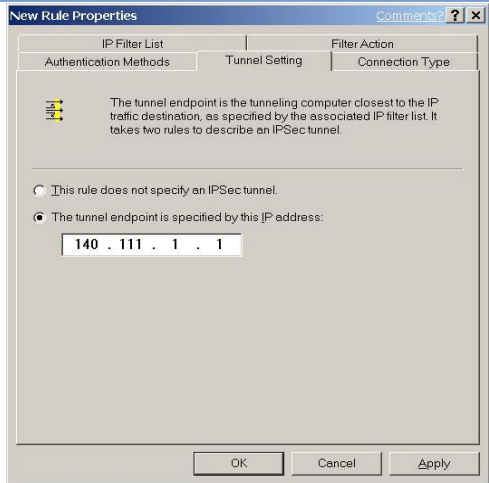 New Rule Properties Comments? ? ×
IP Filter List Filter Action
Authentication Methods Tunnel Setting Connection Type
The tunnel endpoint is the tunneling computer closest to the IP
traffic destination, as specified by the associated IP filter list. It
takes two rules to describe an IPSec tunnel.
This rule does not specify an IPSec tunnel.
The tunnel endpoint is specified by this IP address:
140 . 111 . 1 . 1
OK Cancel Apply